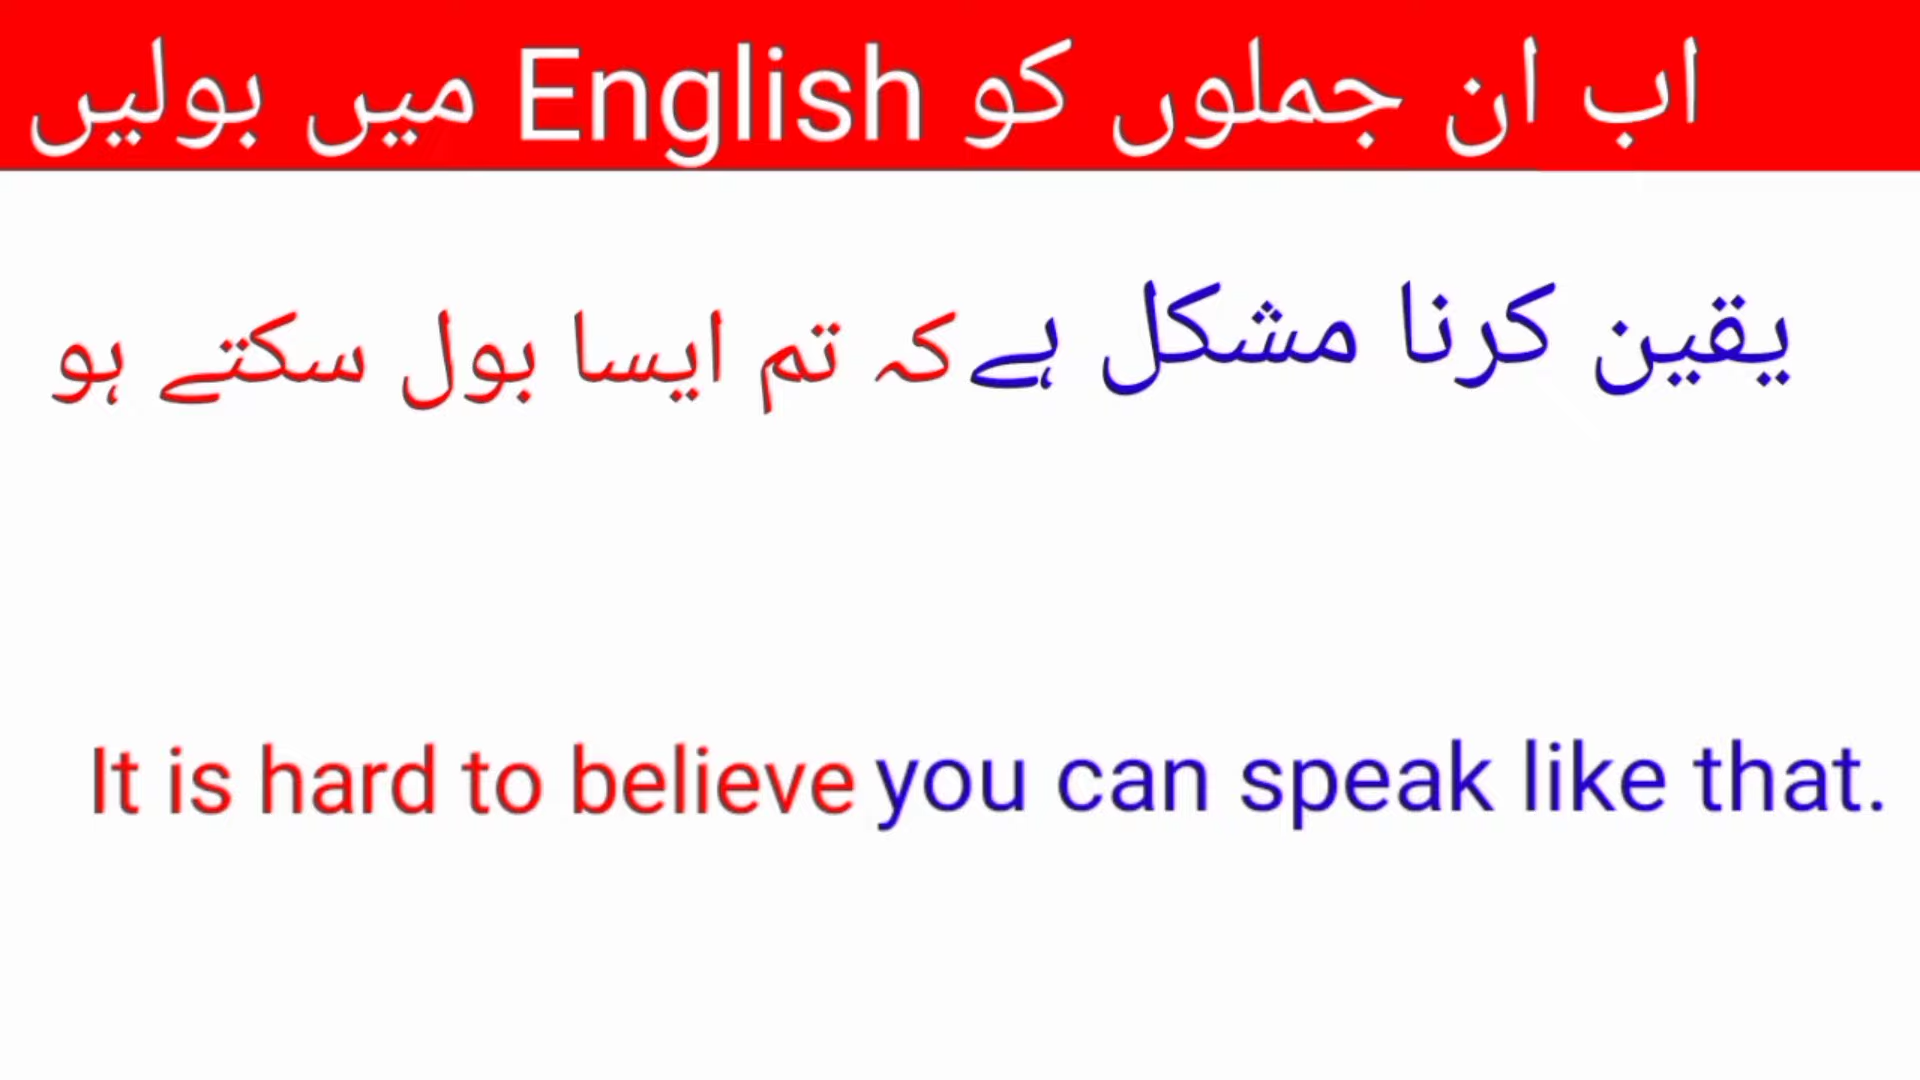 اب ان جملوں کو English میں بولیں
یقین کرنا مشکل ہے کہ تم ایسا بول سکتے ہو
It is hard to believe you can speak like that.